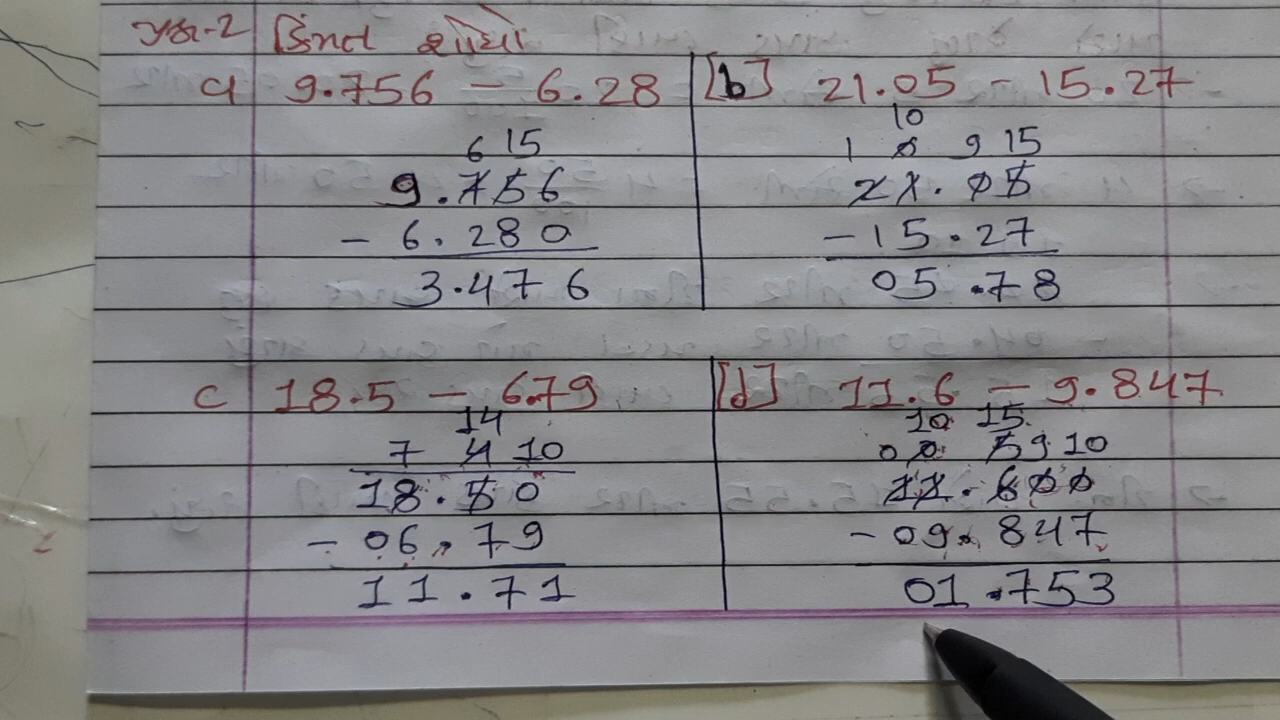 પ્રશ્ન-2 કિંમત શોધો
a 9.756 - 6.28
6 15
9.756
- 6.280
3.476
[b] 21.05 - 15.27
10
1 0 9 15
21.05
- 15.27
05.78
c 18.5 - 6.79
14
7 4 10
18.50
- 06.79
11.71
[d] 11.6 - 9.847
10 15
0 0 5 9 10
11.600
- 09.847
01.753